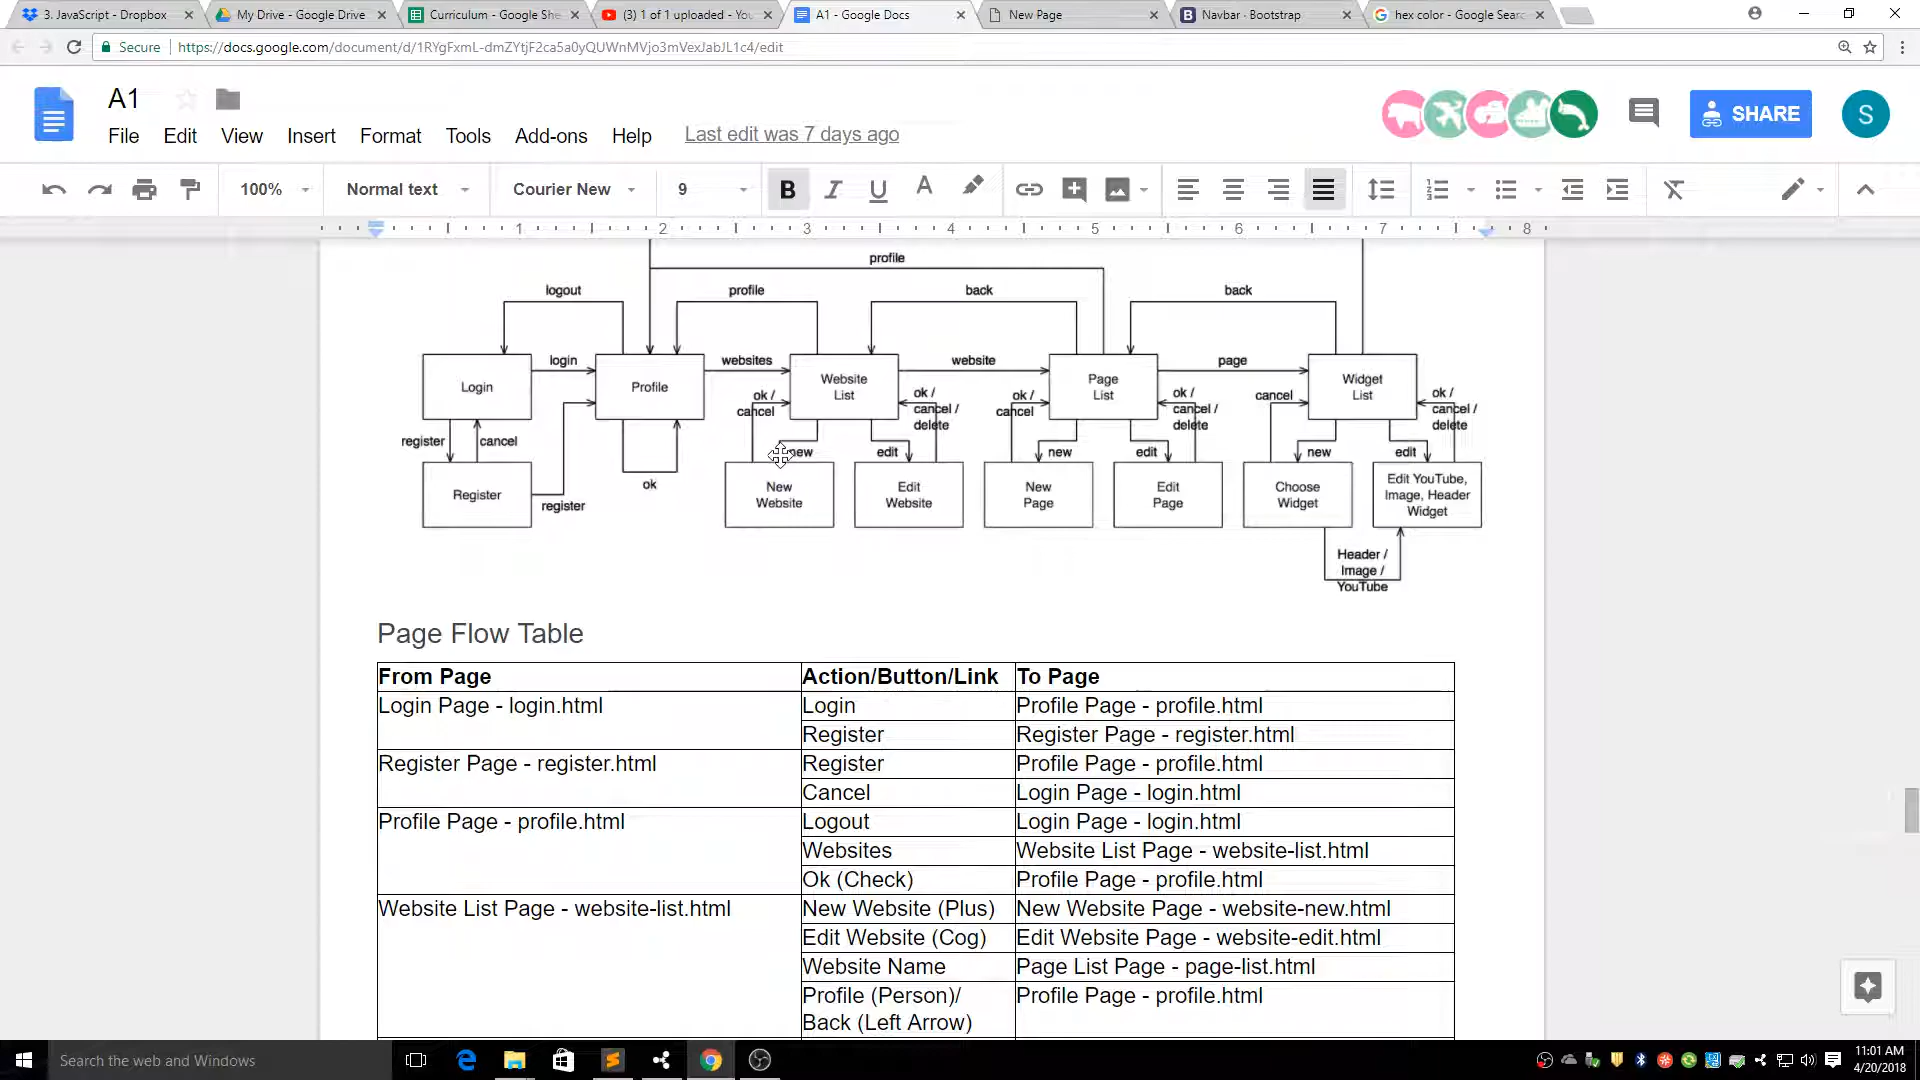 3. JavaScript - Dropbox
My Drive - Google Drive
Curriculum - Google She
(3) 1 of 1 uploaded - You
A1 - Google Docs
New Page
Navbar · Bootstrap
hex color - Google Searc
Secure
https://docs.google.com/document/d/1RYgFxmL-dmZYtjF2ca5a0yQUWnMVjo3mVexJabJL1c4/edit
A1
File Edit View Insert Format Tools Add-ons Help Last edit was 7 days ago
SHARE
S
100% Normal text Courier New 9 B I U A
1 2 3 4 5 6 7 8
profile
logout profile back back
login websites website page
Login
Profile
Website
List
Page
List
Widget
List
ok /
cancel
ok /
cancel /
delete
ok /
cancel
ok /
cancel /
delete
cancel
ok /
cancel /
delete
register cancel
new edit new edit new edit
Register
register
ok
New
Website
Edit
Website
New
Page
Edit
Page
Choose
Widget
Edit YouTube,
Image, Header
Widget
Header /
Image /
YouTube
Page Flow Table
From Page Action/Button/Link To Page
Login Page - login.html Login Profile Page - profile.html
Register Register Page - register.html
Register Page - register.html Register Profile Page - profile.html
Cancel Login Page - login.html
Profile Page - profile.html Logout Login Page - login.html
Websites Website List Page - website-list.html
Ok (Check) Profile Page - profile.html
Website List Page - website-list.html New Website (Plus) New Website Page - website-new.html
Edit Website (Cog) Edit Website Page - website-edit.html
Website Name Page List Page - page-list.html
Profile (Person)/ Profile Page - profile.html
Back (Left Arrow)
Search the web and Windows
11:01 AM
4/20/2018